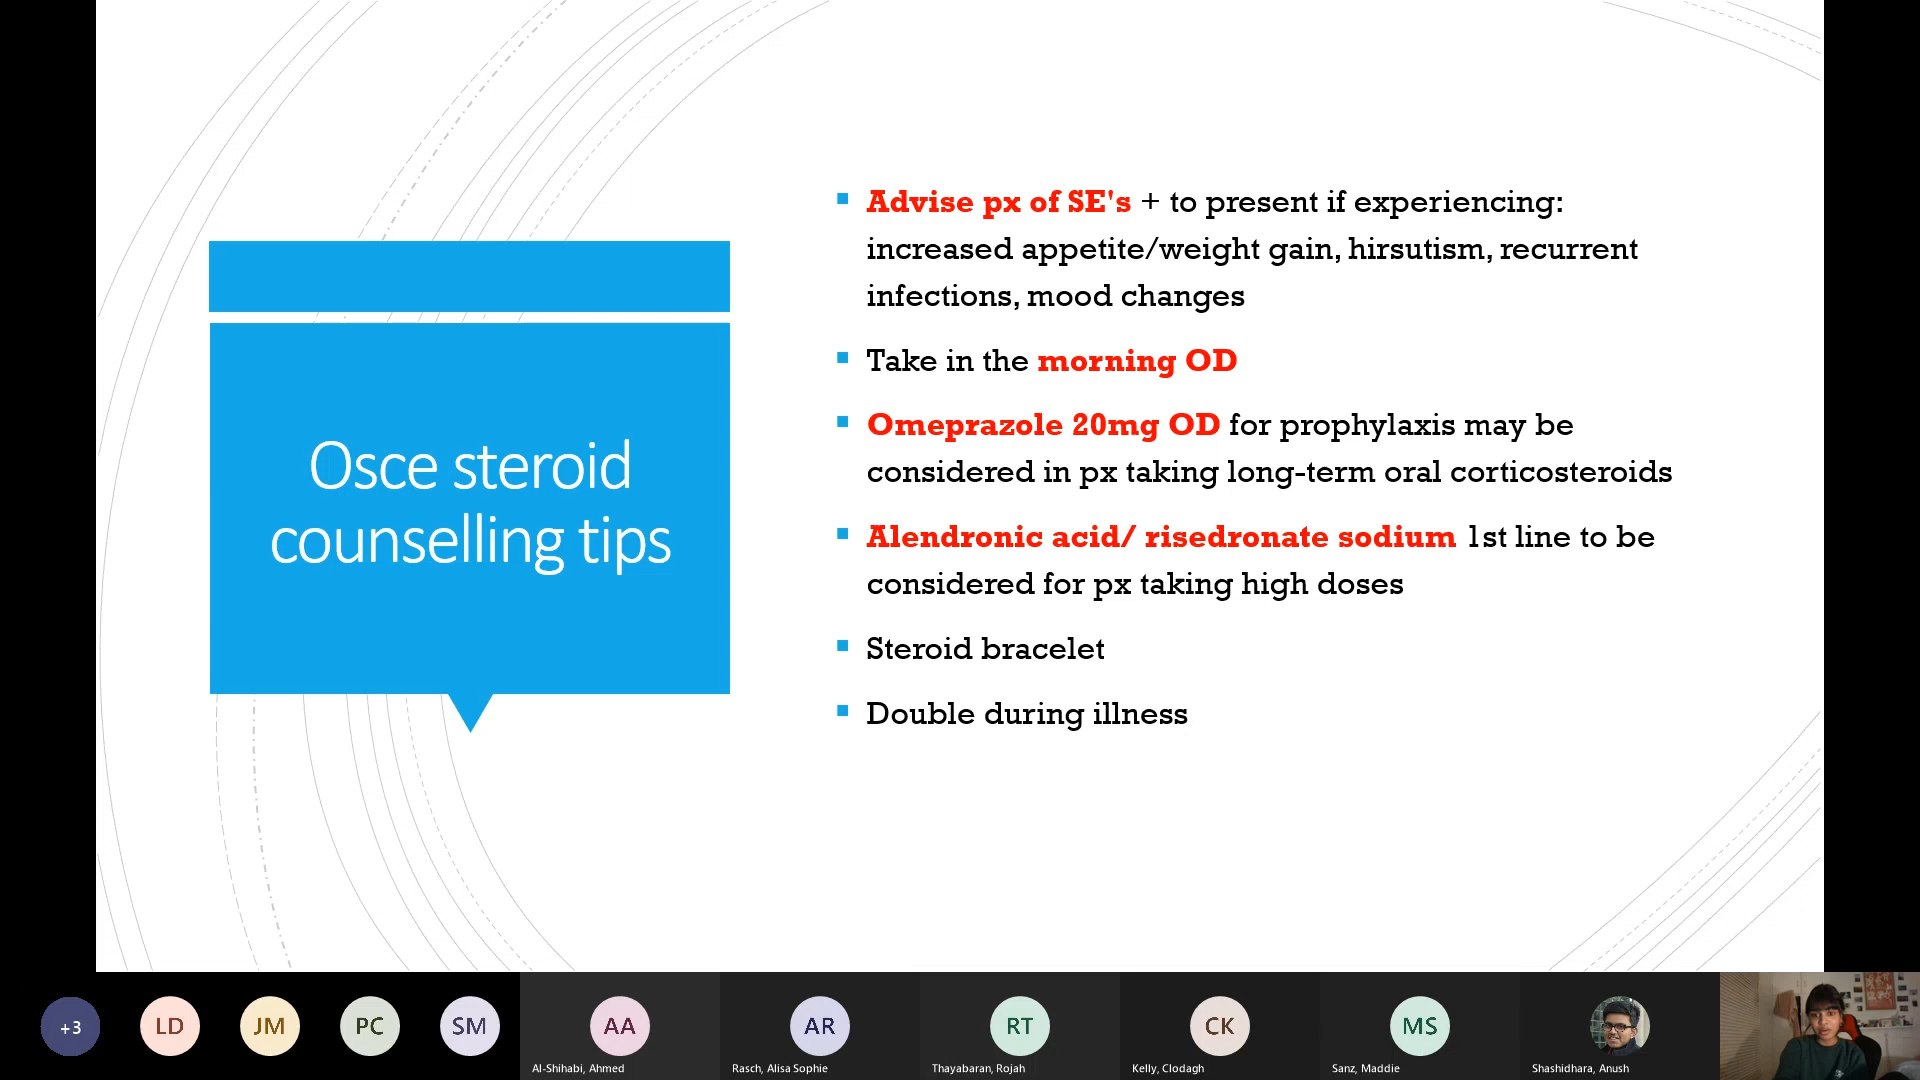 Osce steroid
counselling tips
Advise px of SE's + to present if experiencing:
increased appetite/weight gain, hirsutism, recurrent
infections, mood changes
Take in the morning OD
Omeprazole 20mg OD for prophylaxis may be
considered in px taking long-term oral corticosteroids
Alendronic acid/ risedronate sodium 1st line to be
considered for px taking high doses
Steroid bracelet
Double during illness
+3
LD
JM
PC
SM
AA
AR
RT
CK
MS
Al-Shihabi, Ahmed
Rasch, Alisa Sophie
Thayabaran, Rojah
Kelly, Clodagh
Sanz, Maddie
Shashidhara, Anush